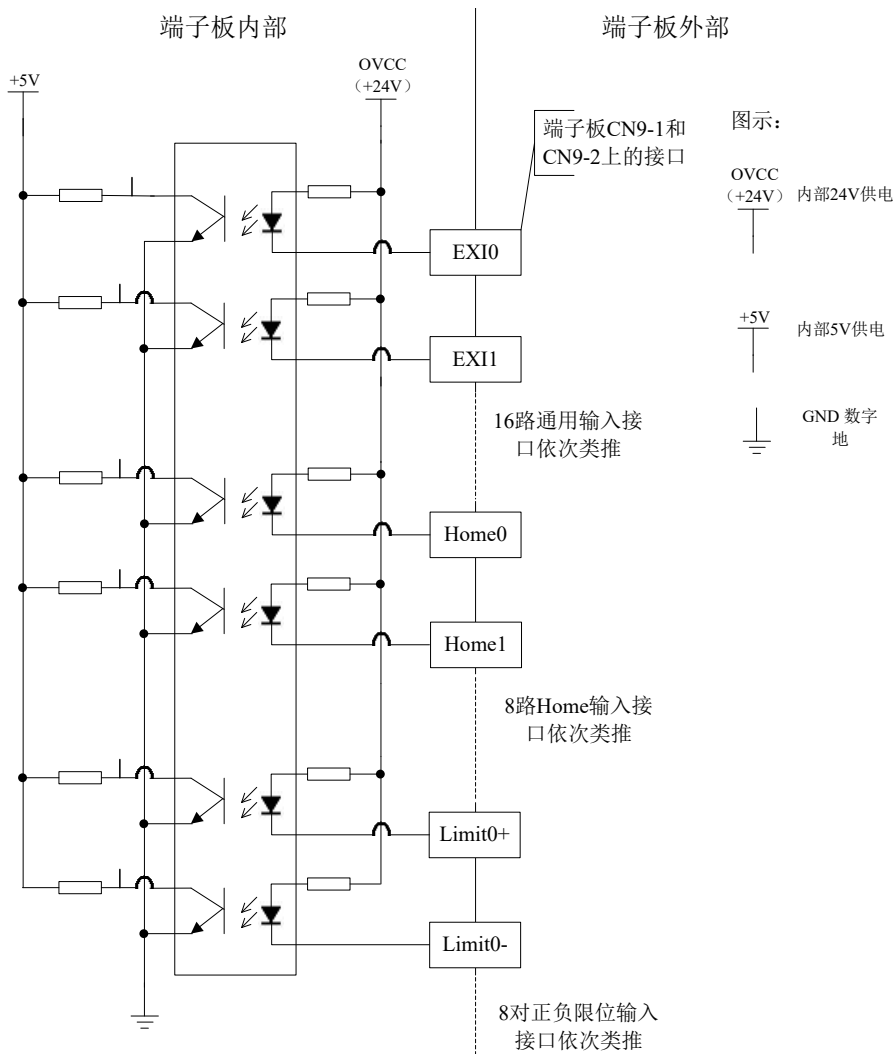 端子板内部
端子板外部
+5V
OVCC
（+24V）
端子板CN9-1和
CN9-2上的接口
图示：
OVCC
（+24V）
内部24V供电
EXI0
+5V
内部5V供电
EXI1
16路通用输入接
口依次类推
GND 数字
地
Home0
Home1
8路Home输入接
口依次类推
Limit0+
Limit0-
8对正负限位输入
接口依次类推